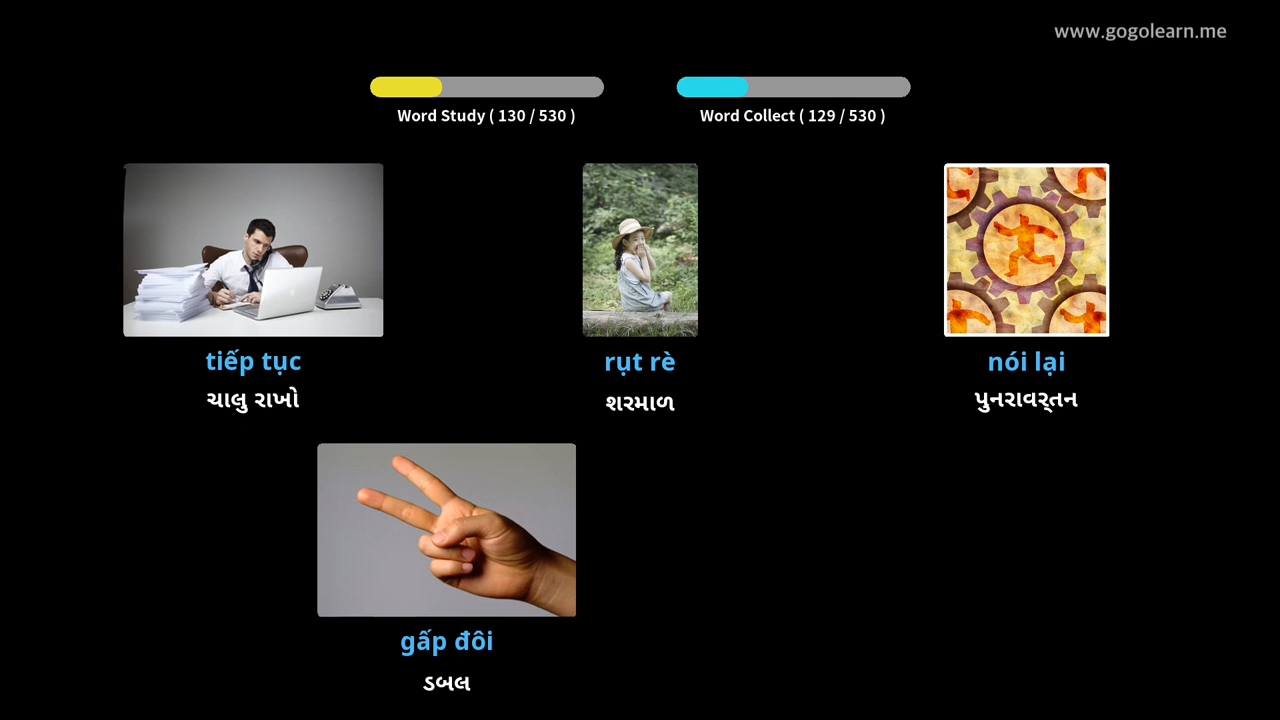 www.gogolearn.me
Word Study ( 130 / 530 )
Word Collect ( 129 / 530 )
tiếp tục
ચાલુ રાખો
rụt rè
શરમાળ
nói lại
પુનરાવર્તન
gấp đôi
ડબલ